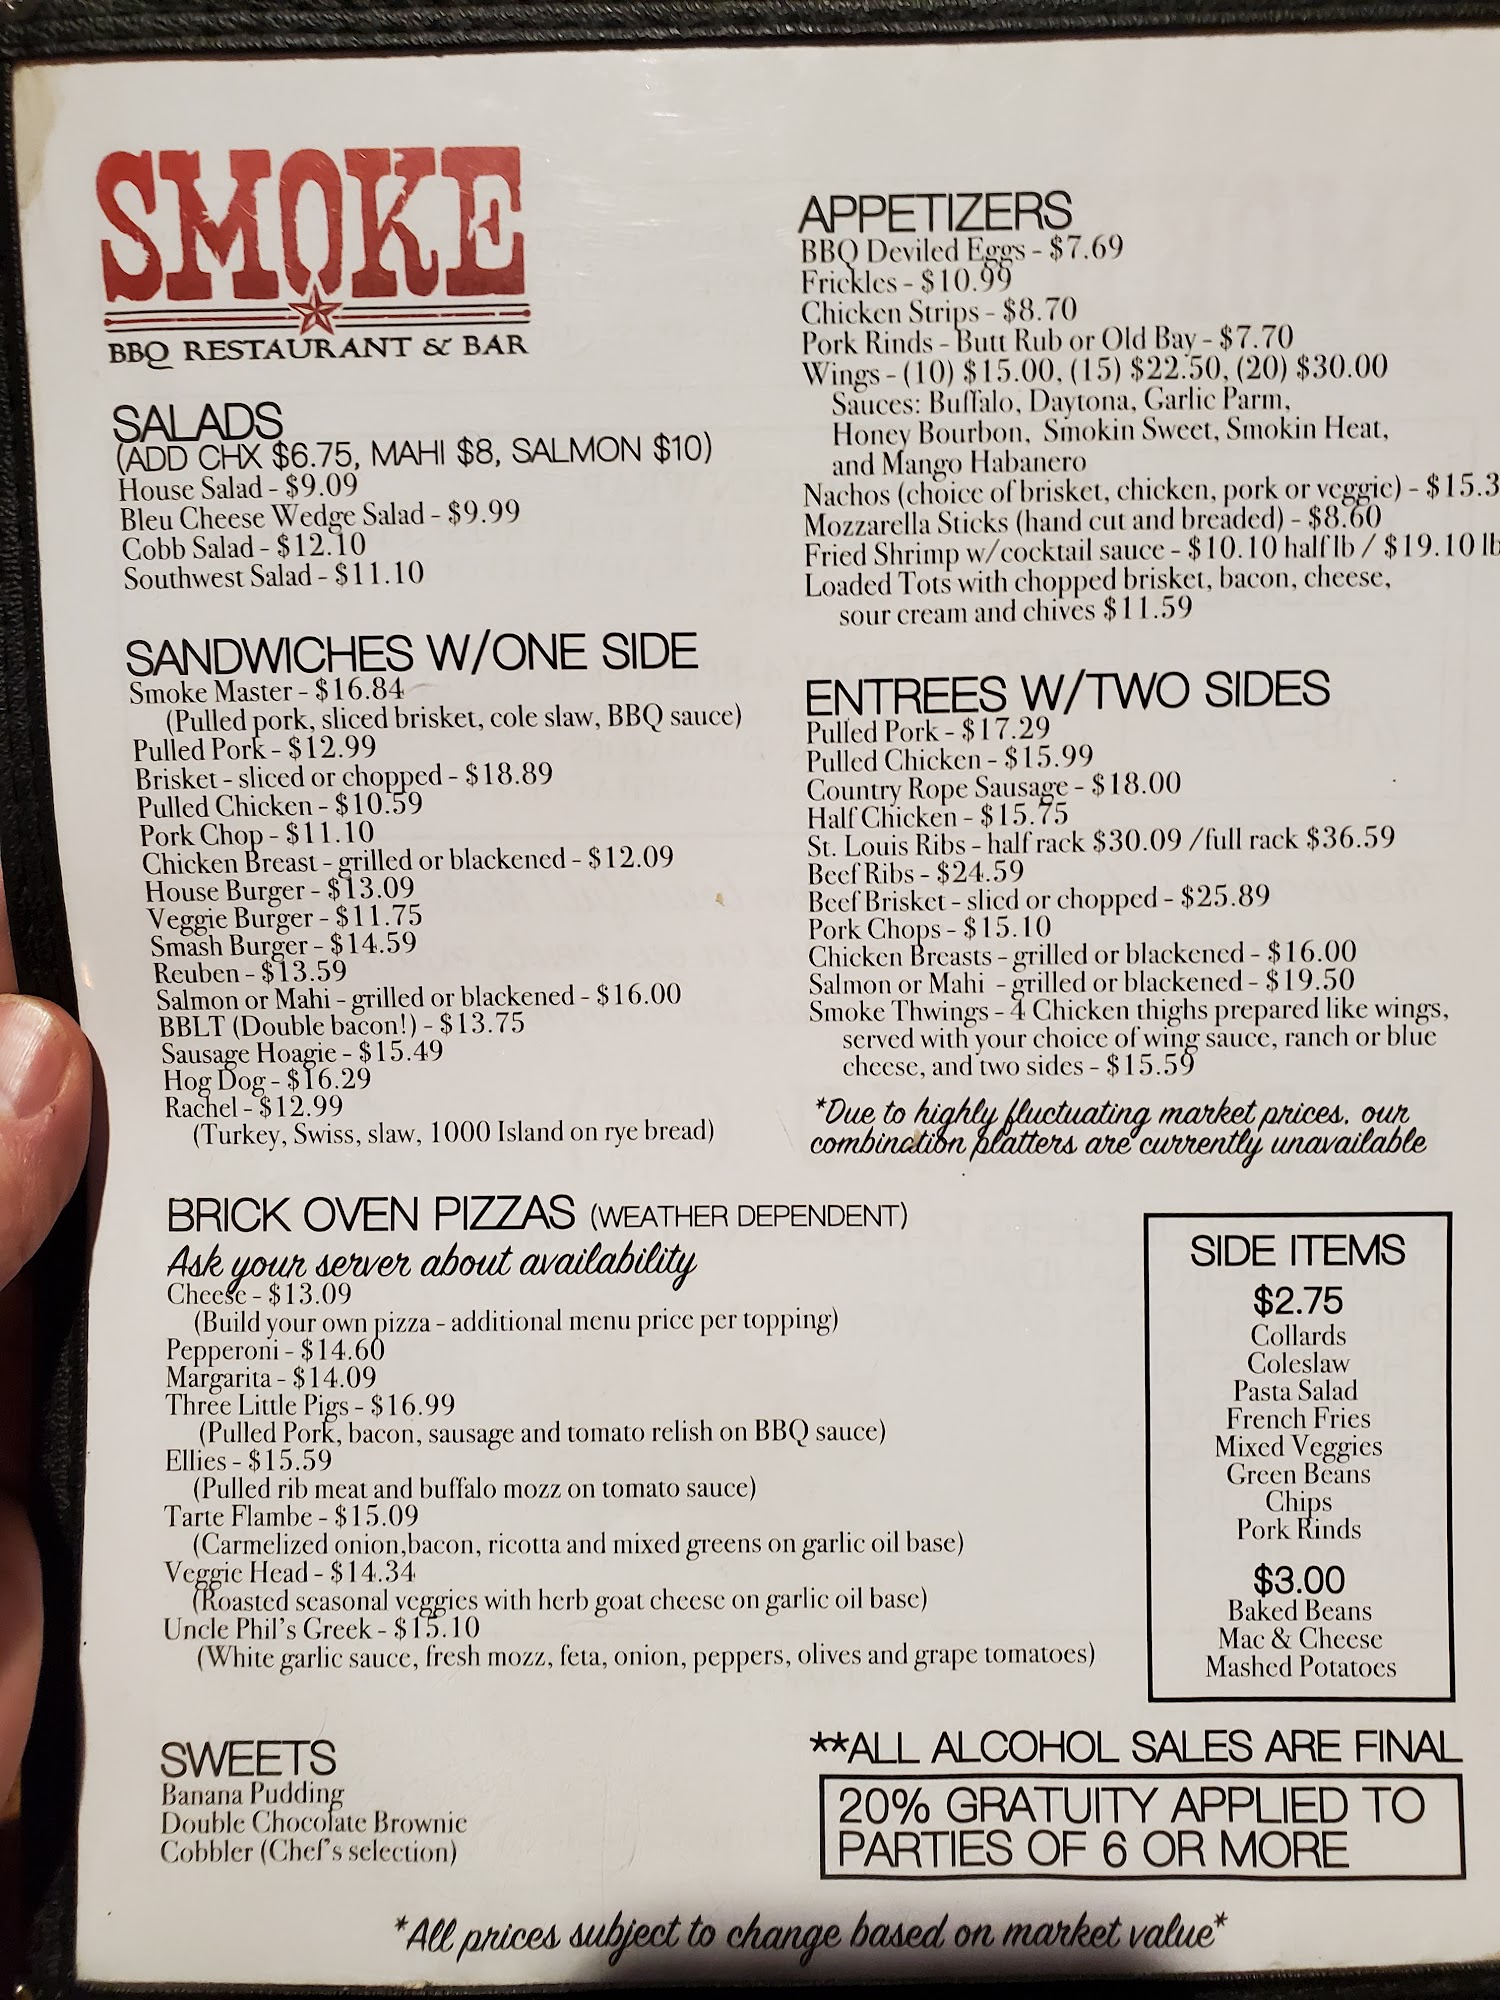 SMOKE
BBQ RESTAURANT & BAR
SALADS
(ADD CHX $6.75, MAHI $8, SALMON $10)
House Salad - $9.09
Bleu Cheese Wedge Salad - $9.99
Cobb Salad - $12.10
Southwest Salad - $11.10
SANDWICHES W/ONE SIDE
Smoke Master - $16.84
(Pulled pork, sliced brisket, cole slaw, BBQ sauce)
Pulled Pork - $12.99
Brisket - sliced or chopped - $18.89
Pulled Chicken - $10.59
Pork Chop - $11.10
Chicken Breast - grilled or blackened - $12.09
House Burger - $13.09
Veggie Burger - $11.75
Smash Burger - $14.59
Reuben - $13.59
Salmon or Mahi - grilled or blackened - $16.00
BBLT (Double bacon!) - $13.75
Sausage Hoagie - $15.49
Hog Dog - $16.29
Rachel - $12.99
(Turkey, Swiss, slaw, 1000 Island on rye bread)
APPETIZERS
BBQ Deviled Eggs - $7.69
Frickles - $10.99
Chicken Strips - $8.70
Pork Rinds - Butt Rub or Old Bay - $7.70
Wings - (10) $15.00, (15) $22.50, (20) $30.00
Sauces: Buffalo, Daytona, Garlic Parm,
Honey Bourbon, Smokin Sweet, Smokin Heat,
and Mango Habanero
Nachos (choice of brisket, chicken, pork or veggie) - $15.3
Mozzarella Sticks (hand cut and breaded) - $8.60
Fried Shrimp w/cocktail sauce - $10.10 half lb / $19.10 lb
Loaded Tots with chopped brisket, bacon, cheese,
sour cream and chives $11.59
ENTREES W/TWO SIDES
Pulled Pork - $17.29
Pulled Chicken - $15.99
Country Rope Sausage - $18.00
Half Chicken - $15.75
St. Louis Ribs - half rack $30.09 /full rack $36.59
Beef Ribs - $24.59
Beef Brisket - slicd or chopped - $25.89
Pork Chops - $15.10
Chicken Breasts - grilled or blackened - $16.00
Salmon or Mahi - grilled or blackened - $19.50
Smoke Thwings - 4 Chicken thighs prepared like wings,
served with your choice of wing sauce, ranch or blue
cheese, and two sides - $15.59
*Due to highly fluctuating market prices, our
combination platters are currently unavailable
BRICK OVEN PIZZAS (WEATHER DEPENDENT)
Ask your server about availability
Cheese - $13.09
(Build your own pizza - additional menu price per topping)
Pepperoni - $14.60
Margarita - $14.09
Three Little Pigs - $16.99
(Pulled Pork, bacon, sausage and tomato relish on BBQ sauce)
Ellies - $15.59
(Pulled rib meat and buffalo mozz on tomato sauce)
Tarte Flambe - $15.09
(Carmelized onion,bacon, ricotta and mixed greens on garlic oil base)
Veggie Head - $14.34
(Roasted seasonal veggies with herb goat cheese on garlic oil base)
Uncle Phil's Greek - $15.10
(White garlic sauce, fresh mozz, feta, onion, peppers, olives and grape tomatoes)
SIDE ITEMS
$2.75
Collards
Coleslaw
Pasta Salad
French Fries
Mixed Veggies
Green Beans
Chips
Pork Rinds
$3.00
Baked Beans
Mac & Cheese
Mashed Potatoes
SWEETS
Banana Pudding
Double Chocolate Brownie
Cobbler (Chef's selection)
**ALL ALCOHOL SALES ARE FINAL
20% GRATUITY APPLIED TO
PARTIES OF 6 OR MORE
*All prices subject to change based on market value*